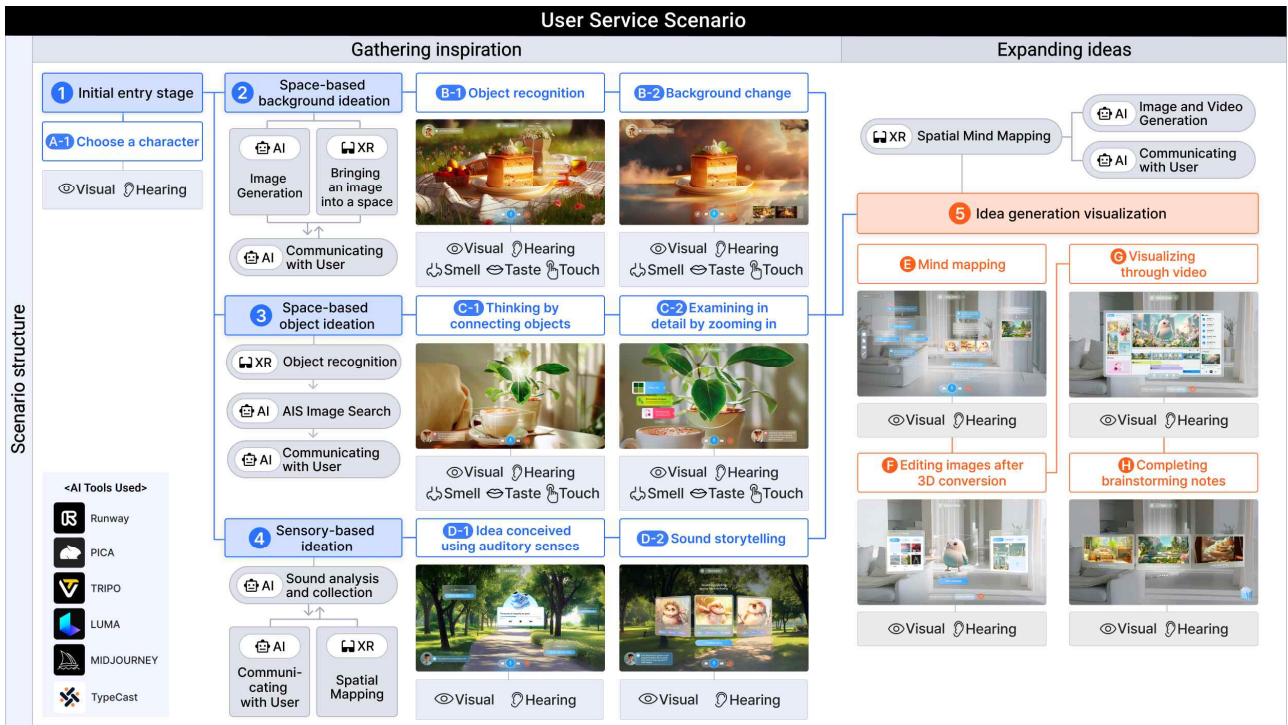 User Service Scenario
Gathering inspiration
Expanding ideas
Scenario structure
1 Initial entry stage
A-1 Choose a character
Visual Hearing
2 Space-based
background ideation
AI
Image
Generation
XR
Bringing
an image
into a space
AI Communicating
with User
B-1 Object recognition
Visual Hearing
Smell Taste Touch
B-2 Background change
Visual Hearing
Smell Taste Touch
3 Space-based
object ideation
XR Object recognition
AI AIS Image Search
AI Communicating
with User
C-1 Thinking by
connecting objects
Visual Hearing
Smell Taste Touch
C-2 Examining in
detail by zooming in
Visual Hearing
Smell Taste Touch
4 Sensory-based
ideation
AI Sound analysis
and collection
AI
Communi-
cating
with User
XR
Spatial
Mapping
D-1 Idea conceived
using auditory senses
Visual Hearing
D-2 Sound storytelling
Visual Hearing
<AI Tools Used>
Runway
PICA
TRIPO
LUMA
MIDJOURNEY
TypeCast
XR Spatial Mind Mapping
AI Image and Video
Generation
AI Communicating
with User
5 Idea generation visualization
E Mind mapping
Visual Hearing
F Editing images after
3D conversion
Visual Hearing
G Visualizing
through video
Visual Hearing
H Completing
brainstorming notes
Visual Hearing